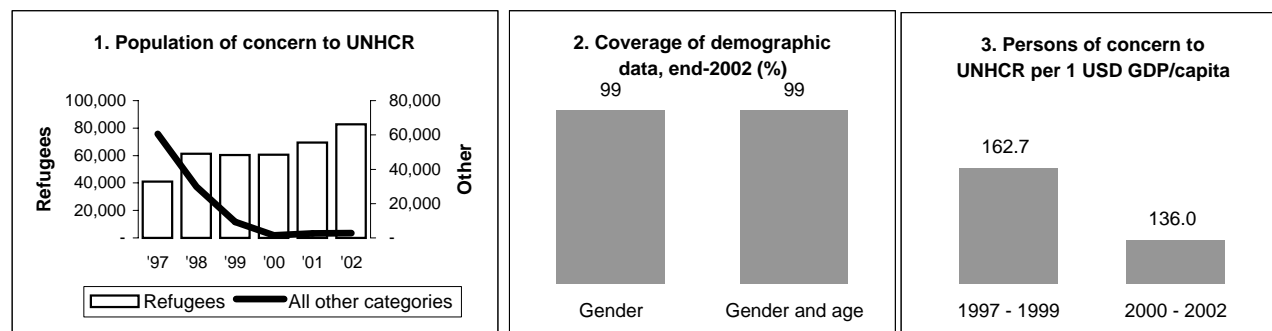 1. Population of concern to UNHCR
100,000
80,000
60,000
40,000
20,000
-
Refugees
80,000
60,000
40,000
20,000
-
Other
'97 '98 '99 '00 '01 '02
Refugees All other categories
2. Coverage of demographic
data, end-2002 (%)
99 99
Gender Gender and age
3. Persons of concern to
UNHCR per 1 USD GDP/capita
162.7
136.0
1997 - 1999 2000 - 2002